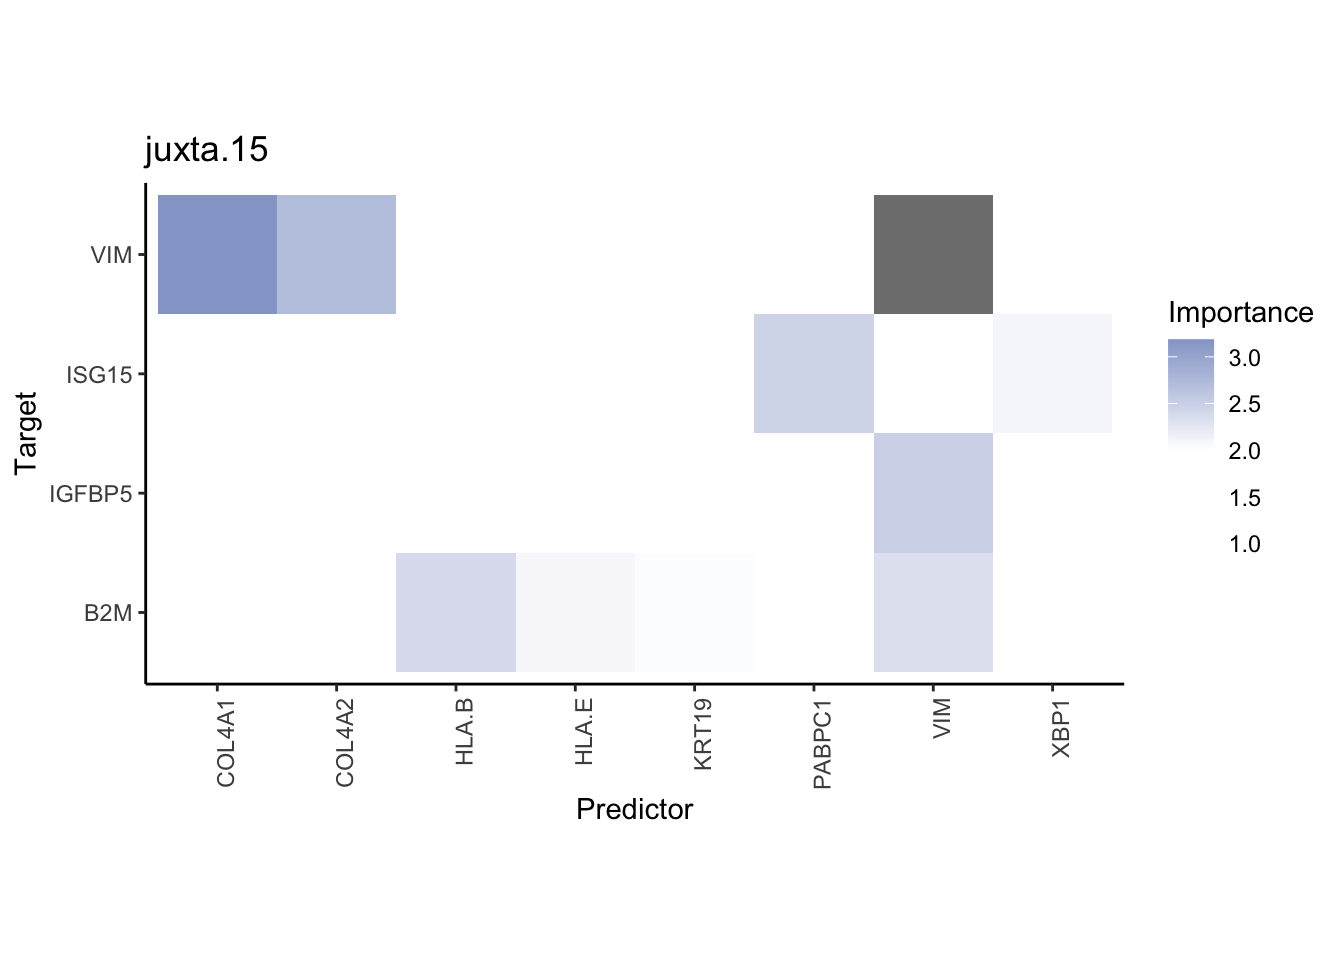 juxta.15
Importance
3.0
2.5
2.0
1.5
1.0
Target
VIM
ISG15
IGFBP5
B2M
COL4A1
COL4A2
HLA.B
HLA.E
KRT19
PABPC1
VIM
XBP1
Predictor